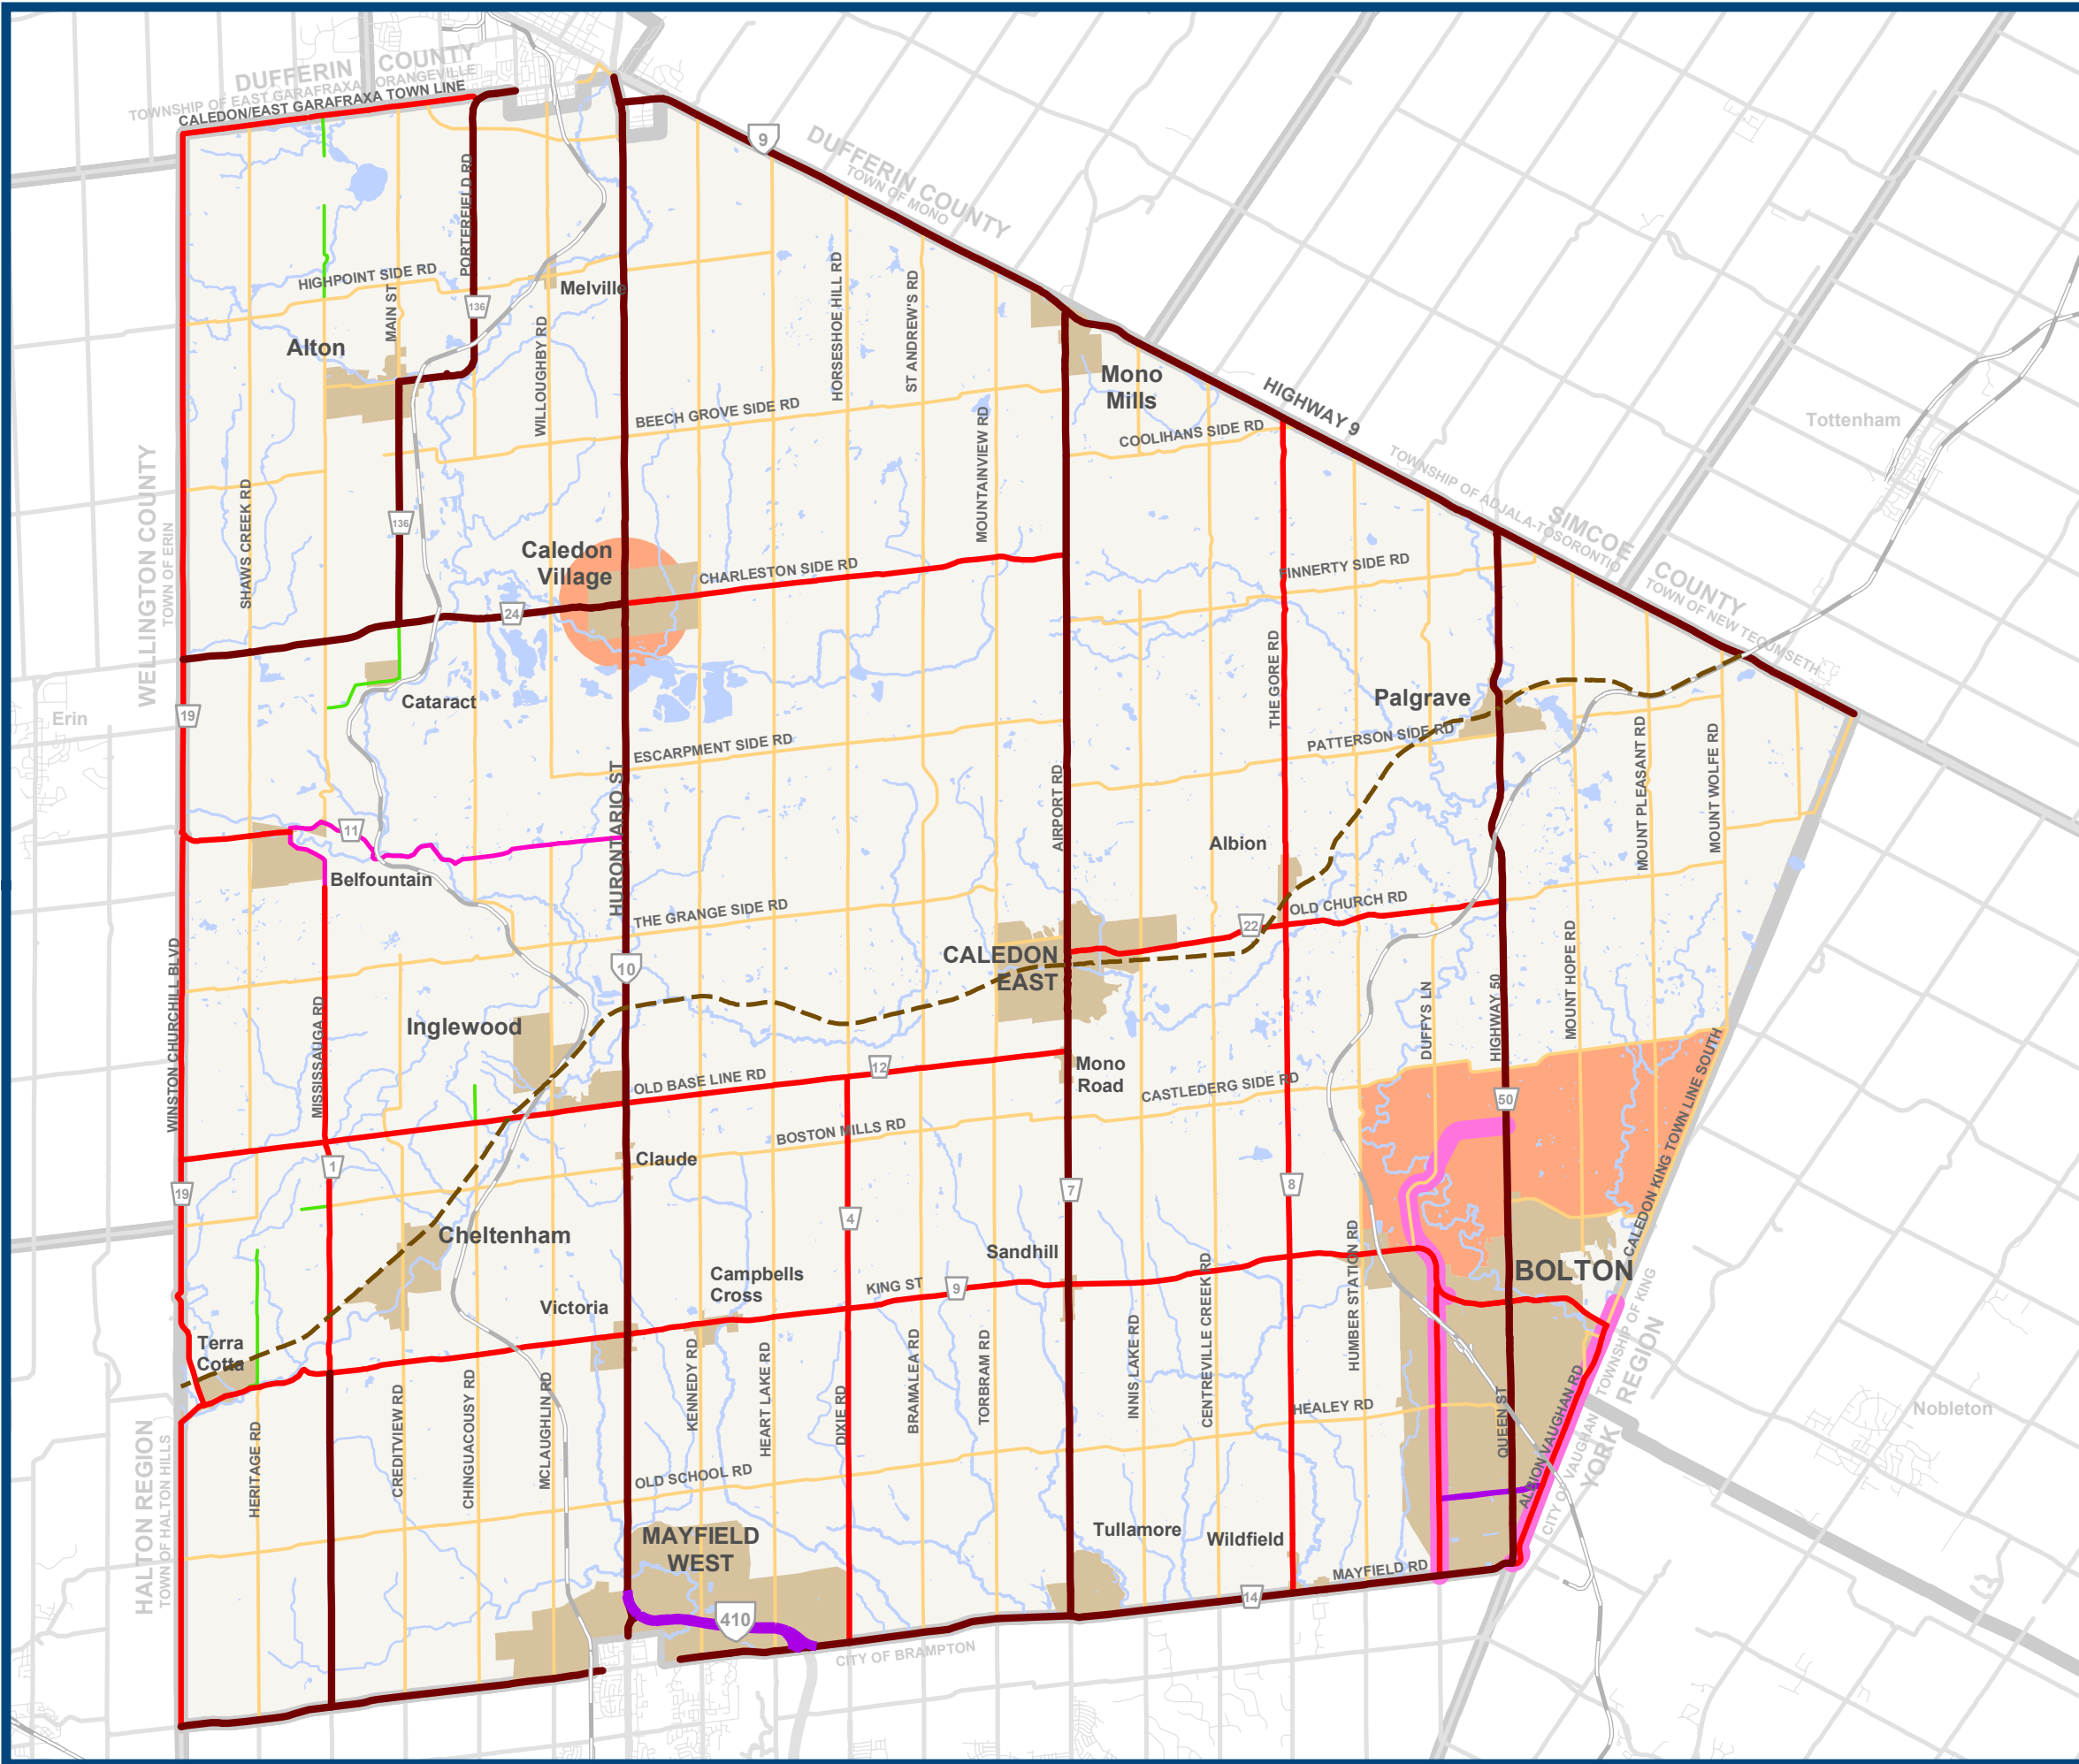 DUFFERIN COUNTY
TOWNSHIP OF EAST GARAFRAXA
ORANGEVILLE
CALEDON/EAST GARAFRAXA TOWN LINE
9
DUFFERIN COUNTY
TOWN OF MONO
PORTERFIELD RD
HIGHPOINT SIDE RD
MAIN ST
136
Melville
HORSESHOE HILL RD
ST ANDREW'S RD
Alton
WILLOUGHBY RD
Mono
Mills
HIGHWAY 9
BEECH GROVE SIDE RD
MOUNTAINVIEW RD
COOLIHANS SIDE RD
Tottenham
TOWNSHIP OF ADJALA-TOSORONTIO
SIMCOE
COUNTY
TOWN OF NEW TECUMSETH
WELLINGTON COUNTY
TOWN OF ERIN
SHAWS CREEK RD
136
Caledon
Village
CHARLESTON SIDE RD
FINNERTY SIDE RD
24
THE GORE RD
Palgrave
Erin
19
Cataract
PATTERSON SIDE RD
ESCARPMENT SIDE RD
MOUNT PLEASANT RD
MOUNT WOLFE RD
HURONTARIO ST
AIRPORT RD
11
Albion
Belfountain
THE GRANGE SIDE RD
OLD CHURCH RD
22
WINSTON CHURCHILL BLVD
CALEDON
EAST
10
MOUNT HOPE RD
HIGHWAY 50
DUFFYS LN
MISSISSAUGA RD
Inglewood
Mono
Road
12
OLD BASE LINE RD
CASTLEDERG SIDE RD
50
CALEDON KING TOWN LINE SOUTH
BOSTON MILLS RD
Claude
1
19
7
8
4
Cheltenham
Sandhill
CENTREVILLE CREEK RD
HUMBER STATION RD
BOLTON
Campbells
Cross
KING ST
9
Victoria
Terra
Cotta
TOWNSHIP OF KING
YORK REGION
CITY OF VAUGHAN
KENNEDY RD
HEART LAKE RD
DIXIE RD
BRAMALEA RD
TORBRAM RD
INNIS LAKE RD
HEALEY RD
QUEEN ST
ALBION VAUGHAN RD
Nobleton
HERITAGE RD
CREDITVIEW RD
CHINGUACOUSY RD
MCLAUGHLIN RD
HALTON REGION
TOWN OF HALTON HILLS
OLD SCHOOL RD
MAYFIELD
WEST
Tullamore
Wildfield
MAYFIELD RD
14
410
CITY OF BRAMPTON